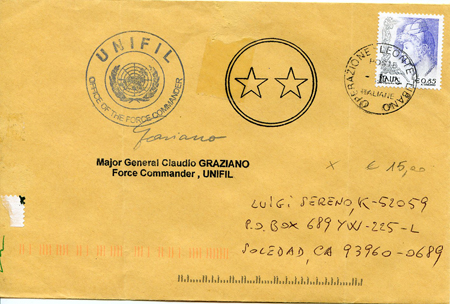 UNIFIL
OFFICE OF THE FORCE COMMANDER
OPERAZIONE LEONTE LIBANO
POSTE
ITALIANE
ITALIA
0,45
Graziano
Major General Claudio GRAZIANO
Force Commander , UNIFIL
x € 15,00
LUIGI SERENO, K-52059
P.O. BOX 689 YW-225-L
SOLEDAD, CA 93960-0689